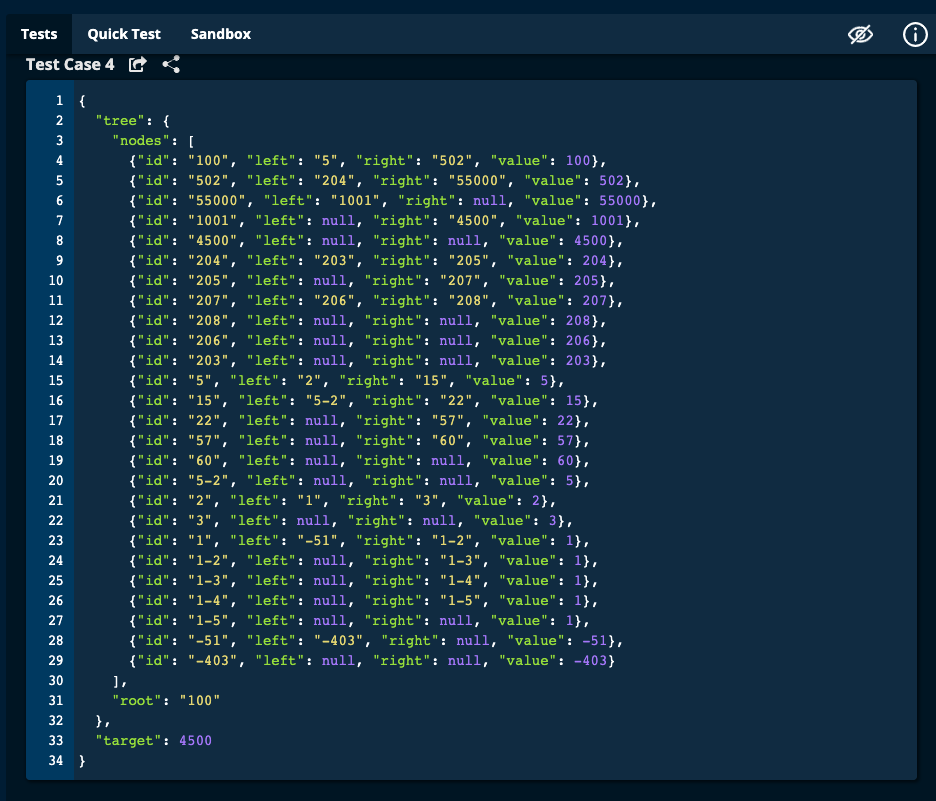 Tests Quick Test Sandbox
Test Case 4
1 {
2   "tree": {
3     "nodes": [
4       {"id": "100", "left": "5", "right": "502", "value": 100},
5       {"id": "502", "left": "204", "right": "55000", "value": 502},
6       {"id": "55000", "left": "1001", "right": null, "value": 55000},
7       {"id": "1001", "left": null, "right": "4500", "value": 1001},
8       {"id": "4500", "left": null, "right": null, "value": 4500},
9       {"id": "204", "left": "203", "right": "205", "value": 204},
10       {"id": "205", "left": null, "right": "207", "value": 205},
11       {"id": "207", "left": "206", "right": "208", "value": 207},
12       {"id": "208", "left": null, "right": null, "value": 208},
13       {"id": "206", "left": null, "right": null, "value": 206},
14       {"id": "203", "left": null, "right": null, "value": 203},
15       {"id": "5", "left": "2", "right": "15", "value": 5},
16       {"id": "15", "left": "5-2", "right": "22", "value": 15},
17       {"id": "22", "left": null, "right": "57", "value": 22},
18       {"id": "57", "left": null, "right": "60", "value": 57},
19       {"id": "60", "left": null, "right": null, "value": 60},
20       {"id": "5-2", "left": null, "right": null, "value": 5},
21       {"id": "2", "left": "1", "right": "3", "value": 2},
22       {"id": "3", "left": null, "right": null, "value": 3},
23       {"id": "1", "left": "-51", "right": "1-2", "value": 1},
24       {"id": "1-2", "left": null, "right": "1-3", "value": 1},
25       {"id": "1-3", "left": null, "right": "1-4", "value": 1},
26       {"id": "1-4", "left": null, "right": "1-5", "value": 1},
27       {"id": "1-5", "left": null, "right": null, "value": 1},
28       {"id": "-51", "left": "-403", "right": null, "value": -51},
29       {"id": "-403", "left": null, "right": null, "value": -403}
30     ],
31     "root": "100"
32   },
33   "target": 4500
34 }